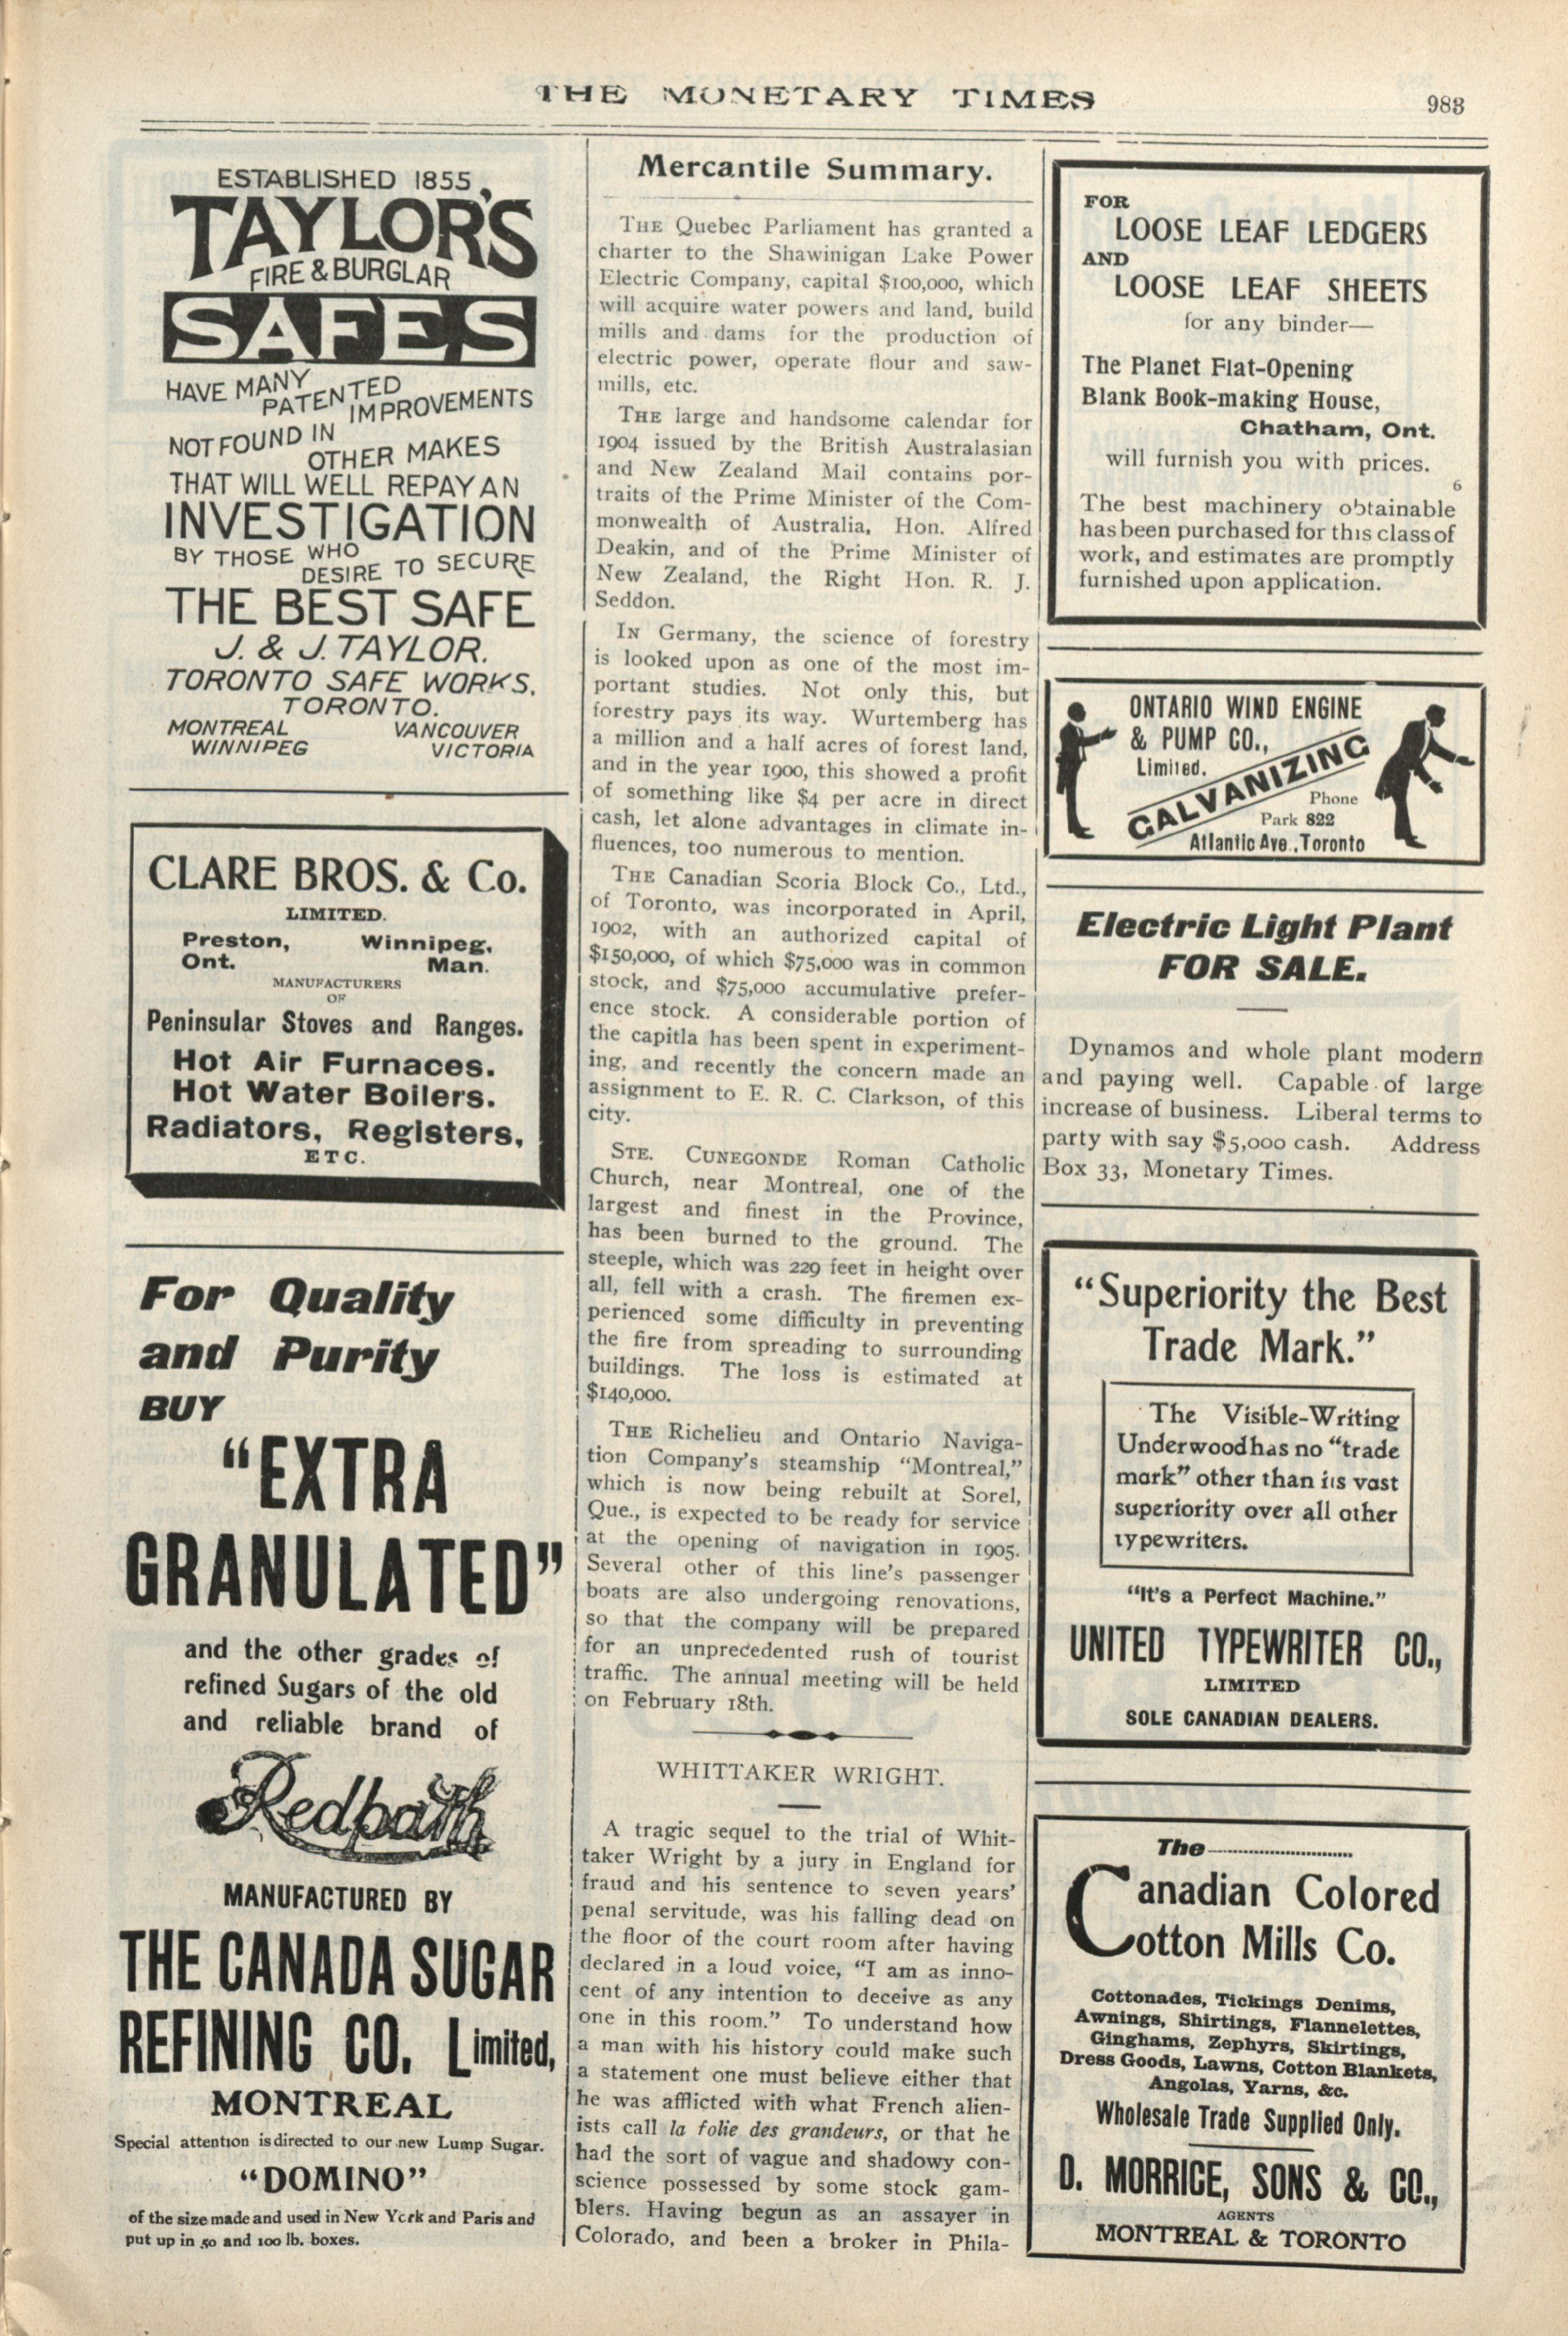 THE MONETARY TIMES
983
ESTABLISHED 1855
TAYLOR'S
FIRE & BURGLAR
SAFES
HAVE MANY
PATENTED
IMPROVEMENTS
NOT FOUND IN
OTHER MAKES
THAT WILL WELL REPAY AN
INVESTIGATION
BY THOSE WHO
DESIRE TO SECURE
THE BEST SAFE
J. & J. TAYLOR.
TORONTO SAFE WORKS,
TORONTO.
MONTREAL VANCOUVER
WINNIPEG VICTORIA
CLARE BROS. & Co.
LIMITED.
Preston, Winnipeg,
Ont. Man.
MANUFACTURERS
OF
Peninsular Stoves and Ranges.
Hot Air Furnaces.
Hot Water Boilers.
Radiators, Registers,
ETC.
For Quality
and Purity
BUY
“EXTRA
GRANULATED”
and the other grades of
refined Sugars of the old
and reliable brand of
Redpath
MANUFACTURED BY
THE CANADA SUGAR
REFINING CO. Limited,
MONTREAL
Special attention is directed to our new Lump Sugar.
“DOMINO”
of the size made and used in New York and Paris and
put up in 50 and 100 lb. boxes.
Mercantile Summary.
THE Quebec Parliament has granted a
charter to the Shawinigan Lake Power
Electric Company, capital $100,000, which
will acquire water powers and land, build
mills and dams for the production of
electric power, operate flour and saw-
mills, etc.
THE large and handsome calendar for
1904 issued by the British Australasian
and New Zealand Mail contains por-
traits of the Prime Minister of the Com-
monwealth of Australia, Hon. Alfred
Deakin, and of the Prime Minister of
New Zealand, the Right Hon. R. J.
Seddon.
IN Germany, the science of forestry
is looked upon as one of the most im-
portant studies. Not only this, but
forestry pays its way. Wurtemberg has
a million and a half acres of forest land,
and in the year 1900, this showed a profit
of something like $4 per acre in direct
cash, let alone advantages in climate in-
fluences, too numerous to mention.
THE Canadian Scoria Block Co., Ltd.,
of Toronto, was incorporated in April,
1902, with an authorized capital of
$150,000, of which $75,000 was in common
stock, and $75,000 accumulative prefer-
ence stock. A considerable portion of
the capitla has been spent in experiment-
ing, and recently the concern made an
assignment to E. R. C. Clarkson, of this
city.
STE. CUNEGONDE Roman Catholic
Church, near Montreal, one of the
largest and finest in the Province,
has been burned to the ground. The
steeple, which was 229 feet in height over
all, fell with a crash. The firemen ex-
perienced some difficulty in preventing
the fire from spreading to surrounding
buildings. The loss is estimated at
$140,000.
THE Richelieu and Ontario Naviga-
tion Company's steamship “Montreal,”
which is now being rebuilt at Sorel,
Que., is expected to be ready for service
at the opening of navigation in 1905.
Several other of this line's passenger
boats are also undergoing renovations,
so that the company will be prepared
for an unprecedented rush of tourist
traffic. The annual meeting will be held
on February 18th.
WHITTAKER WRIGHT.
A tragic sequel to the trial of Whit-
taker Wright by a jury in England for
fraud and his sentence to seven years'
penal servitude, was his falling dead on
the floor of the court room after having
declared in a loud voice, “I am as inno-
cent of any intention to deceive as any
one in this room.” To understand how
a man with his history could make such
a statement one must believe either that
he was afflicted with what French alien-
ists call la folie des grandeurs, or that he
had the sort of vague and shadowy con-
science possessed by some stock gam-
blers. Having begun as an assayer in
Colorado, and been a broker in Phila-
FOR
LOOSE LEAF LEDGERS
AND
LOOSE LEAF SHEETS
for any binder—
The Planet Flat-Opening
Blank Book-making House,
Chatham, Ont.
will furnish you with prices.
6
The best machinery obtainable
has been purchased for this class of
work, and estimates are promptly
furnished upon application.
ONTARIO WIND ENGINE
& PUMP CO.,
Limited.
GALVANIZING
Phone
Park 822
Atlantic Ave., Toronto
Electric Light Plant
FOR SALE.
Dynamos and whole plant modern
and paying well. Capable of large
increase of business. Liberal terms to
party with say $5,000 cash. Address
Box 33, Monetary Times.
“Superiority the Best
Trade Mark.”
The Visible-Writing
Underwood has no “trade
mark” other than its vast
superiority over all other
typewriters.
“It's a Perfect Machine.”
UNITED TYPEWRITER CO.,
LIMITED
SOLE CANADIAN DEALERS.
The
Canadian Colored
Cotton Mills Co.
Cottonades, Tickings Denims,
Awnings, Shirtings, Flannelettes,
Ginghams, Zephyrs, Skirtings,
Dress Goods, Lawns, Cotton Blankets,
Angolas, Yarns, &c.
Wholesale Trade Supplied Only.
D. MORRICE, SONS & CO.,
AGENTS
MONTREAL & TORONTO